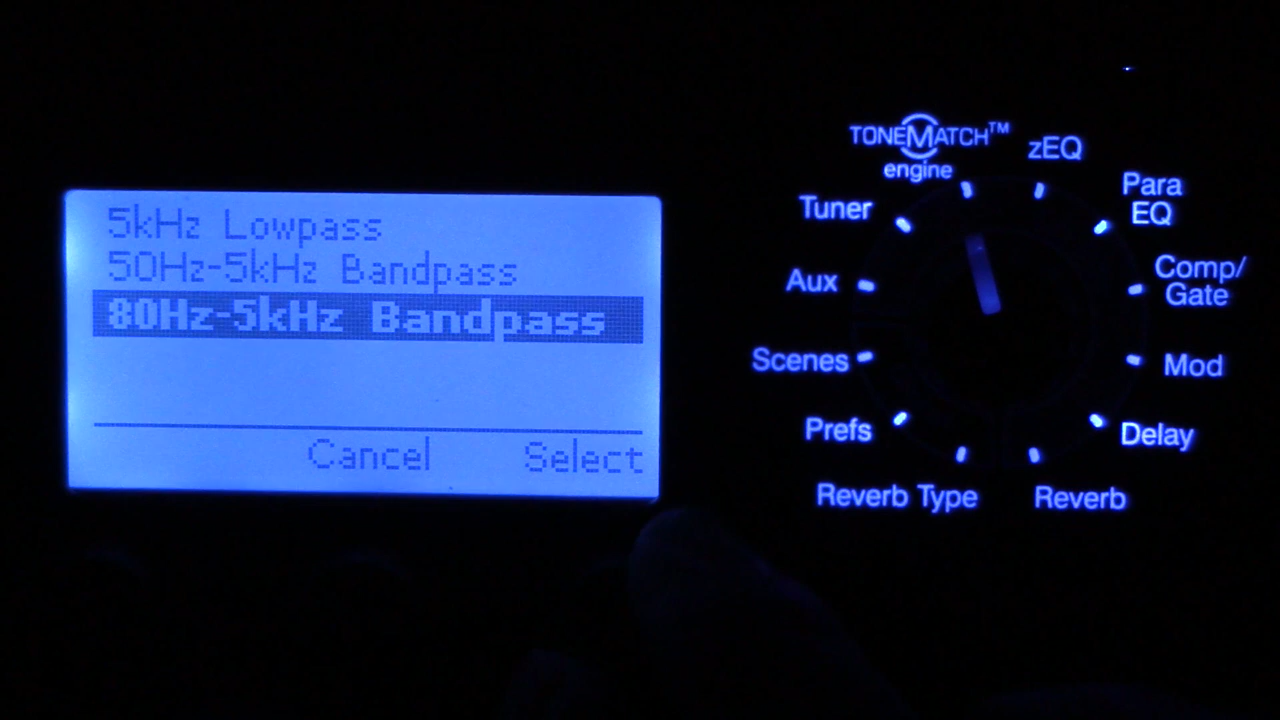 5kHz Lowpass
50Hz-5kHz Bandpass
80Hz-5kHz Bandpass
Cancel Select
TONEMATCH™
engine
zEQ
Para
EQ
Comp/
Gate
Mod
Delay
Reverb
Reverb Type
Prefs
Scenes
Aux
Tuner